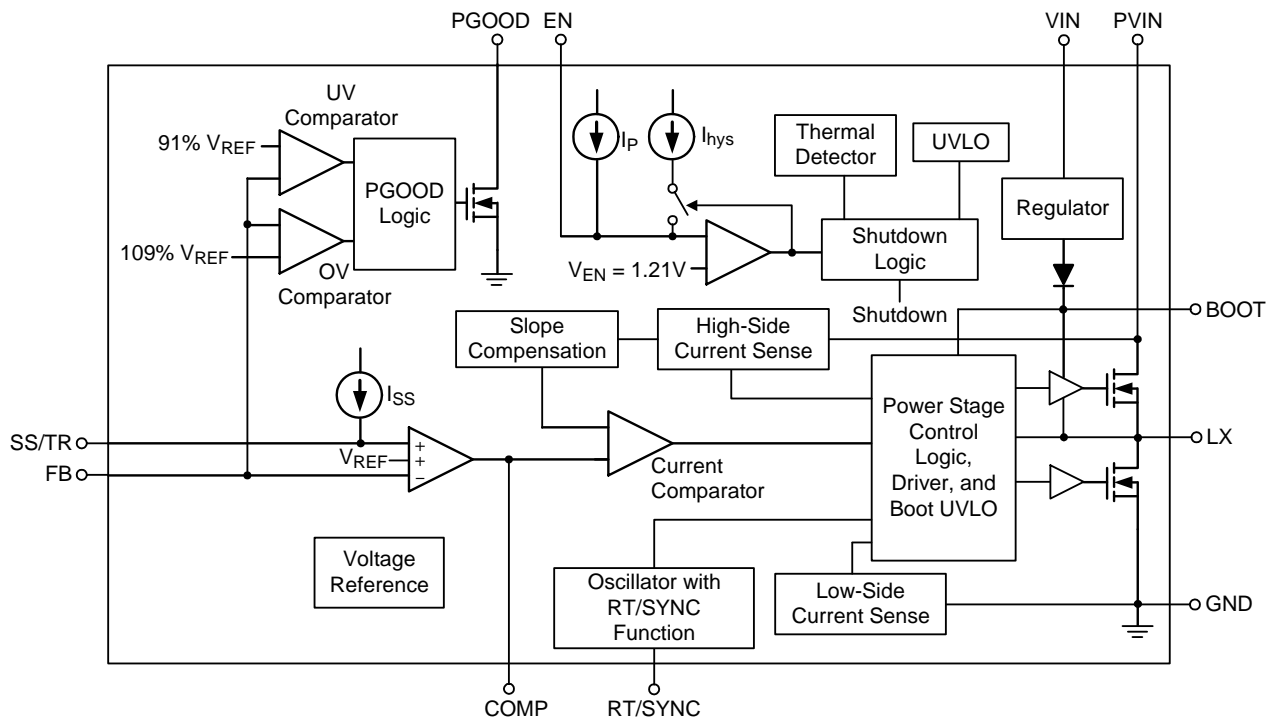 PGOOD
EN
VIN
PVIN
UV
Comparator
91% VREF
PGOOD
Logic
109% VREF
OV
Comparator
IP
Ihys
Thermal
Detector
UVLO
Regulator
Shutdown
Logic
VEN = 1.21V
Shutdown
BOOT
Slope
Compensation
High-Side
Current Sense
ISS
SS/TR
FB
VREF
+
+
−
Current
Comparator
Power Stage
Control
Logic,
Driver, and
Boot UVLO
LX
Voltage
Reference
Oscillator with
RT/SYNC
Function
Low-Side
Current Sense
GND
COMP
RT/SYNC